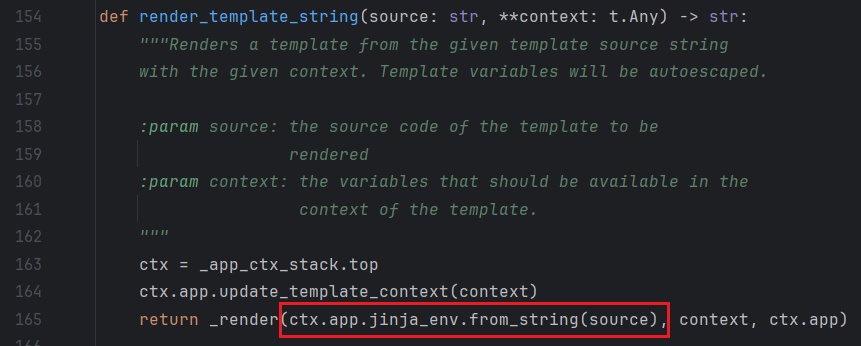 154 def render_template_string(source: str, **context: t.Any) -> str:
155 """Renders a template from the given template source string
156 with the given context. Template variables will be autoescaped.
157
158 :param source: the source code of the template to be
159 rendered
160 :param context: the variables that should be available in the
161 context of the template.
162 """
163 ctx = _app_ctx_stack.top
164 ctx.app.update_template_context(context)
165 return _render(ctx.app.jinja_env.from_string(source), context, ctx.app)